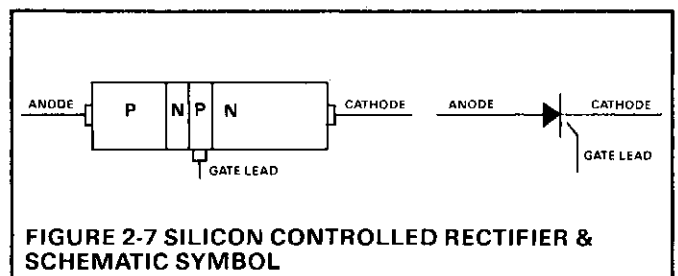 ANODE
P N P N
CATHODE
GATE LEAD
ANODE
CATHODE
GATE LEAD
FIGURE 2-7 SILICON CONTROLLED RECTIFIER &
SCHEMATIC SYMBOL